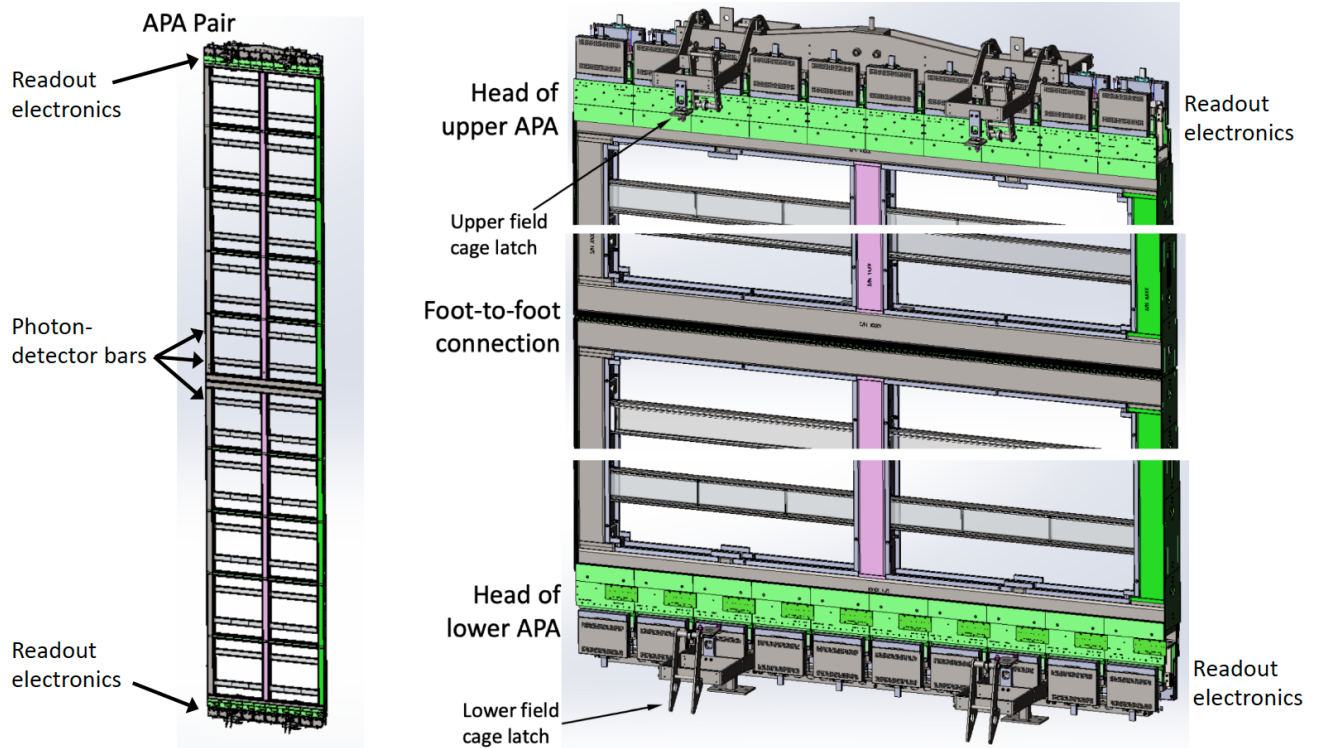 APA Pair
Readout
electronics
Photon-
detector bars
Readout
electronics
Head of
upper APA
Readout
electronics
Upper field
cage latch
Foot-to-foot
connection
Head of
lower APA
Readout
electronics
Lower field
cage latch